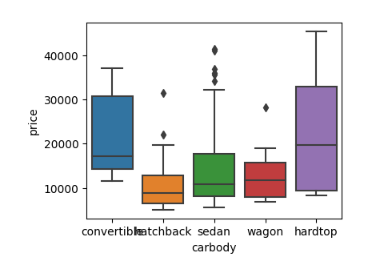 40000
30000
20000
10000
price
convertible hatchback sedan wagon hardtop
carbody